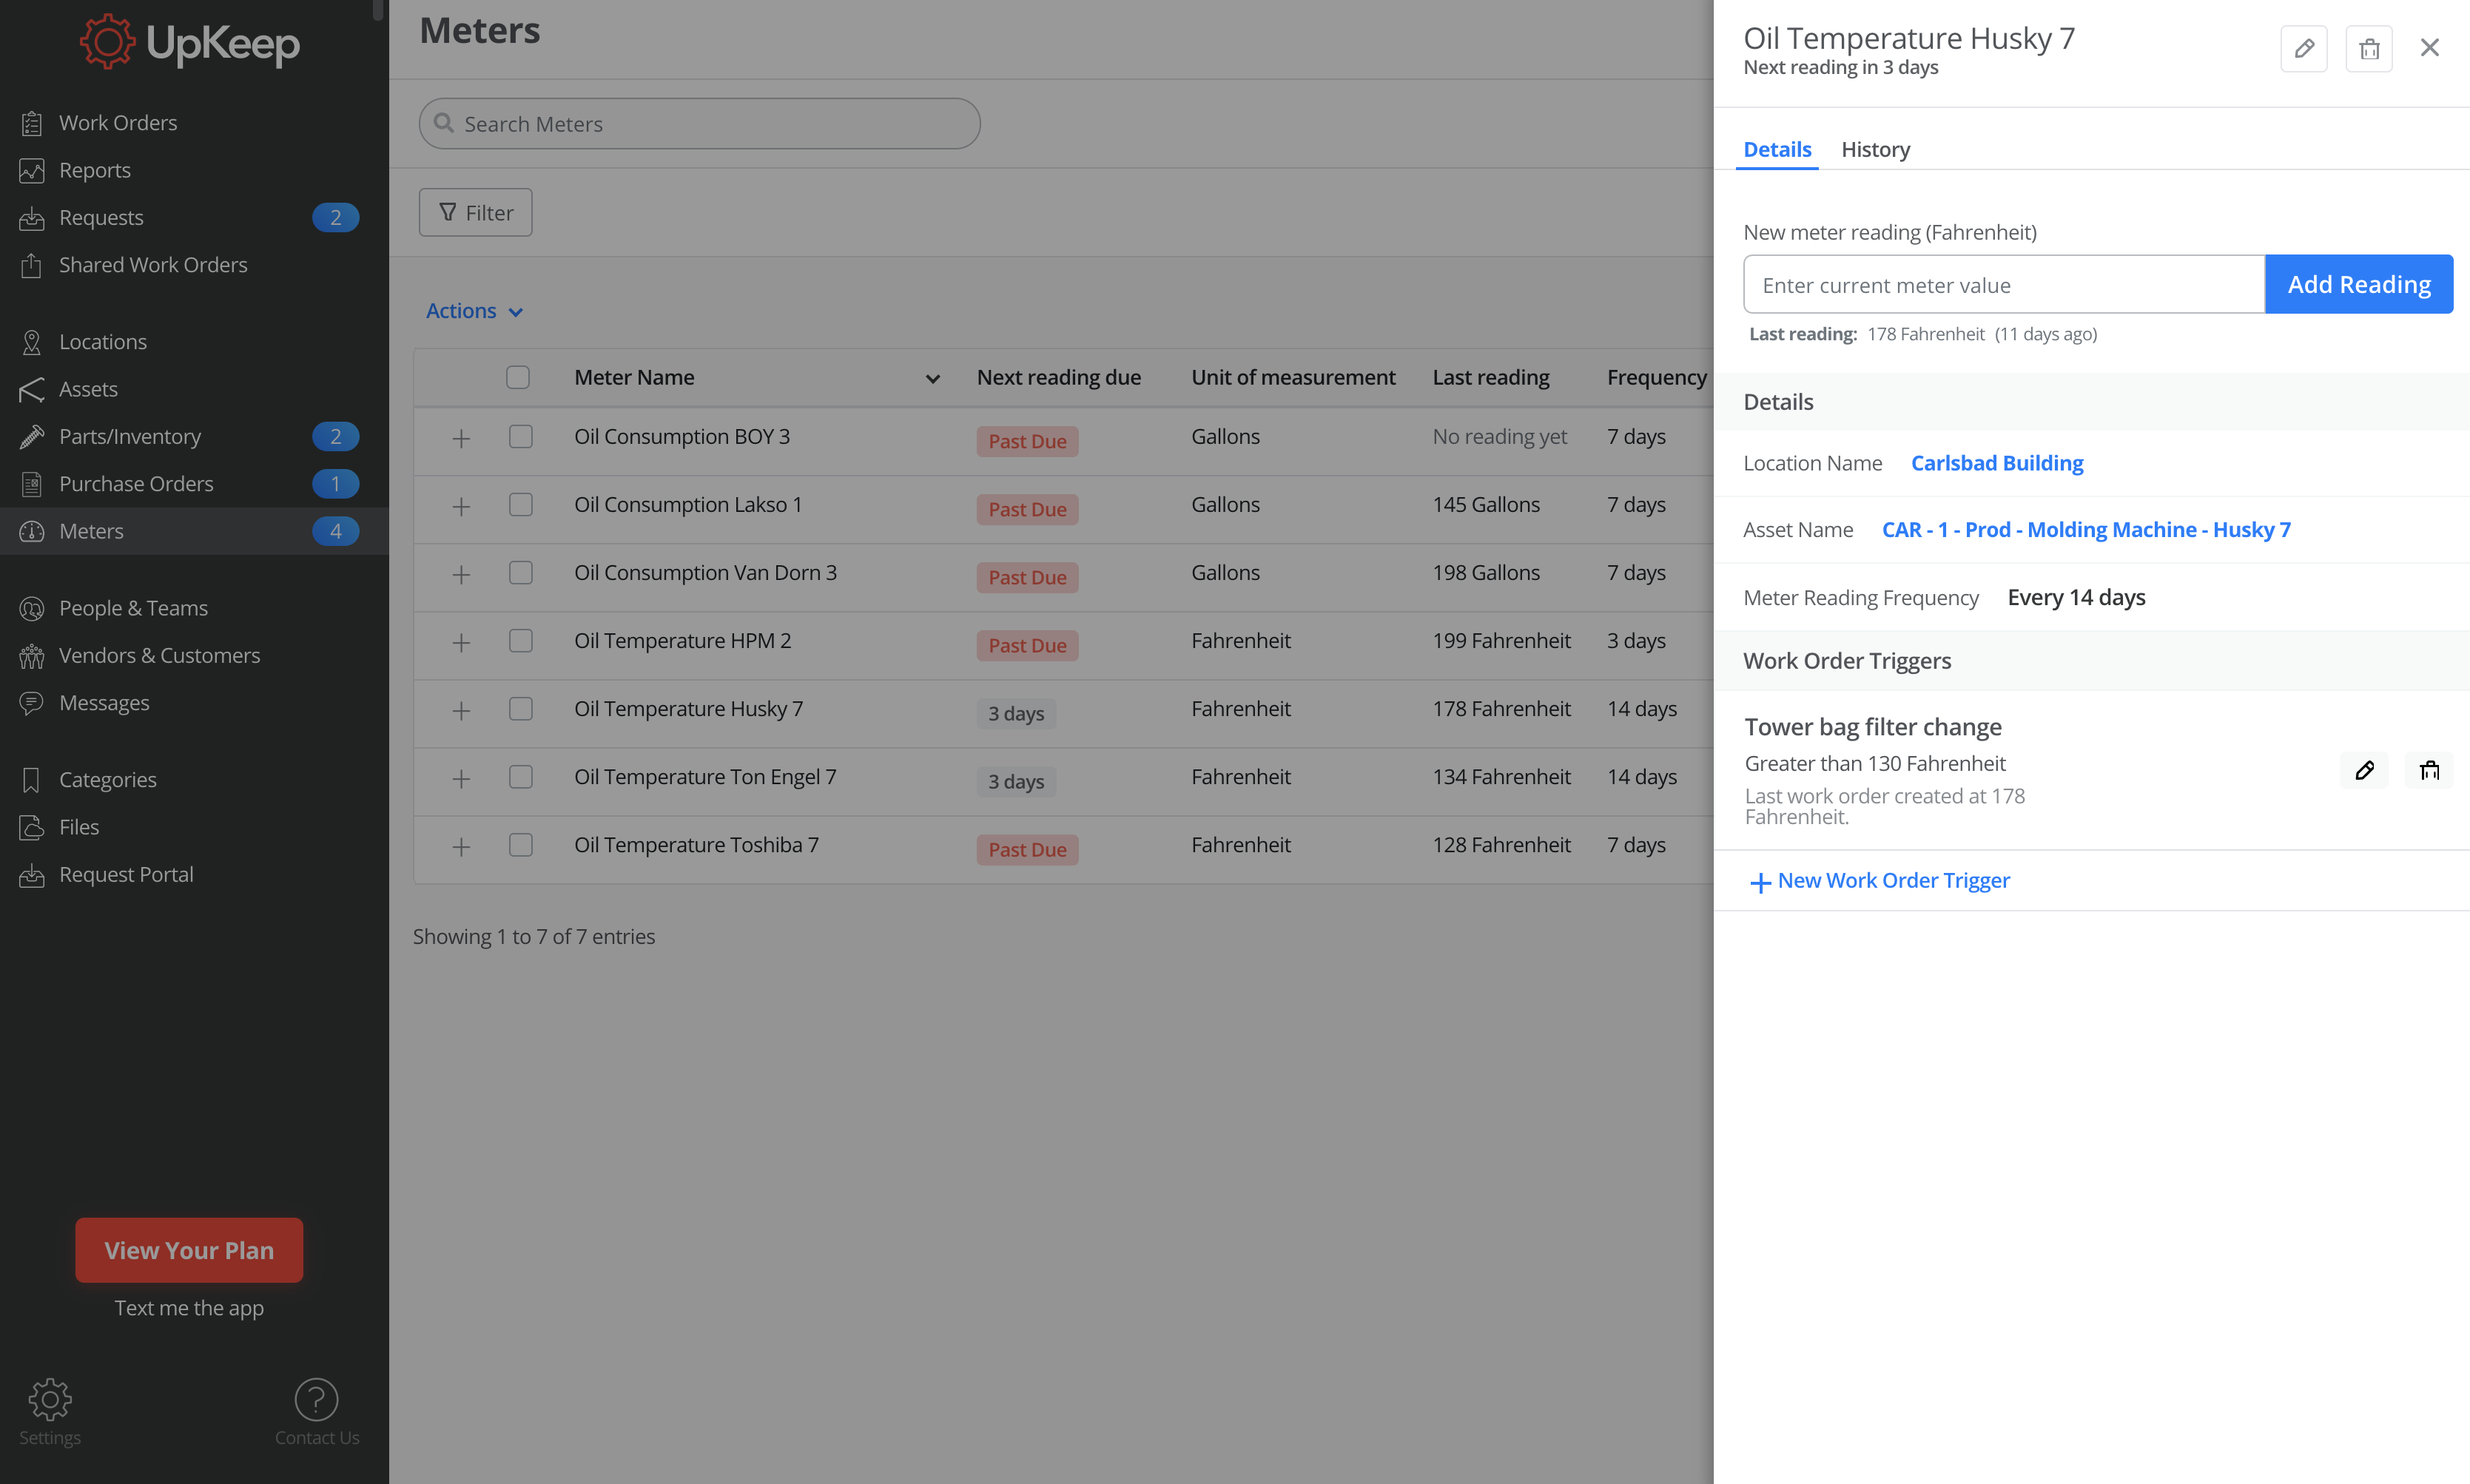 UpKeep
Work Orders
Reports
Requests 2
Shared Work Orders
Locations
Assets
Parts/Inventory 2
Purchase Orders 1
Meters 4
People & Teams
Vendors & Customers
Messages
Categories
Files
Request Portal
View Your Plan
Text me the app
Settings
Contact Us
Meters
Search Meters
Filter
Actions
Meter Name Next reading due Unit of measurement Last reading Frequency
Oil Consumption BOY 3 Past Due Gallons No reading yet 7 days
Oil Consumption Lakso 1 Past Due Gallons 145 Gallons 7 days
Oil Consumption Van Dorn 3 Past Due Gallons 198 Gallons 7 days
Oil Temperature HPM 2 Past Due Fahrenheit 199 Fahrenheit 3 days
Oil Temperature Husky 7 3 days Fahrenheit 178 Fahrenheit 14 days
Oil Temperature Ton Engel 7 3 days Fahrenheit 134 Fahrenheit 14 days
Oil Temperature Toshiba 7 Past Due Fahrenheit 128 Fahrenheit 7 days
Showing 1 to 7 of 7 entries
Oil Temperature Husky 7
Next reading in 3 days
Details History
New meter reading (Fahrenheit)
Enter current meter value Add Reading
Last reading: 178 Fahrenheit (11 days ago)
Details
Location Name Carlsbad Building
Asset Name CAR - 1 - Prod - Molding Machine - Husky 7
Meter Reading Frequency Every 14 days
Work Order Triggers
Tower bag filter change
Greater than 130 Fahrenheit
Last work order created at 178
Fahrenheit.
New Work Order Trigger